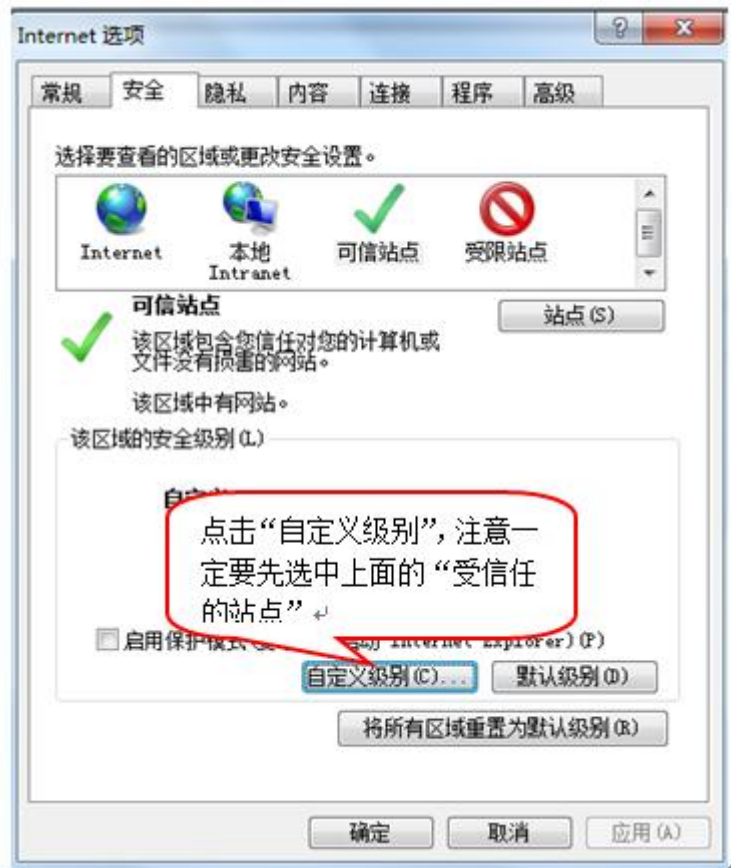 Internet 选项
常规 安全 隐私 内容 连接 程序 高级
选择要查看的区域或更改安全设置。
Internet 本地 可信站点 受限站点
Intranet
可信站点
站点(S)
该区域包含您信任对您的计算机或
文件没有损害的网站。
该区域中有网站。
该区域的安全级别(L)
点击“自定义级别”，注意一
定要先选中上面的“受信任
的站点”
启用保 Internet Explorer)(P)
自定义级别(C)... 默认级别(D)
将所有区域重置为默认级别(R)
确定 取消 应用(A)